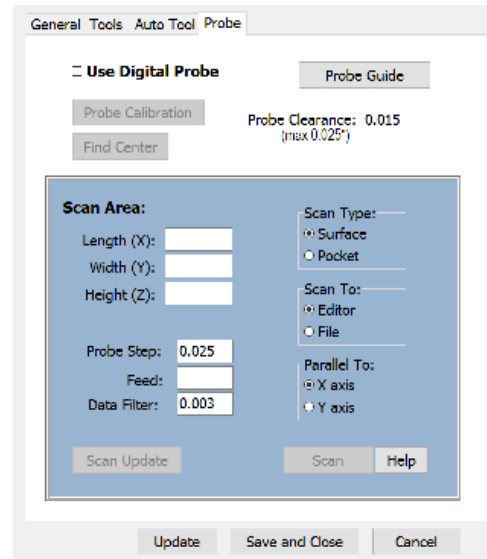 General Tools Auto Tool Probe
Use Digital Probe
Probe Guide
Probe Calibration
Probe Clearance: 0.015
(max 0.025")
Find Center
Scan Area:
Length (X):
Width (Y):
Height (Z):
Scan Type:
Surface
Pocket
Scan To:
Editor
File
Probe Step: 0.025
Feed:
Data Filter: 0.003
Parallel To:
X axis
Y axis
Scan Update
Scan
Help
Update
Save and Close
Cancel